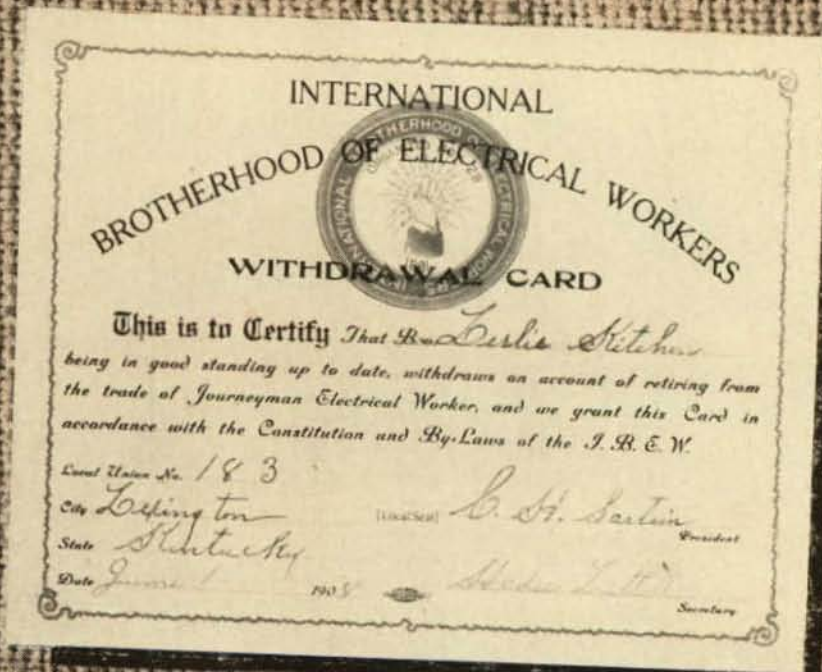 INTERNATIONAL
BROTHERHOOD OF ELECTRICAL WORKERS
WITHDRAWAL CARD
This is to Certify That Bro. Leslie Kitchen
being in good standing up to date, withdraws on account of retiring from
the trade of Journeyman Electrical Worker, and we grant this Card in
accordance with the Constitution and By-Laws of the I. B. E. W.
Local Union No. 183
City Lexington [Local Seal] President
State Kentucky
Date June 1 1908
Secretary